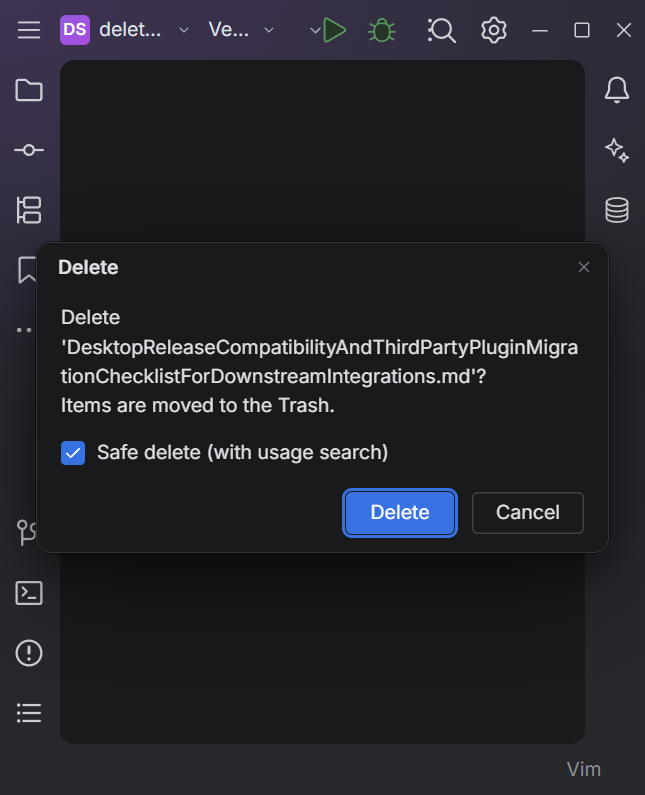 DS delet... Ve...
Delete
Delete
'DesktopReleaseCompatibilityAndThirdPartyPluginMigra
tionChecklistForDownstreamIntegrations.md'?
Items are moved to the Trash.
Safe delete (with usage search)
Delete Cancel
Vim